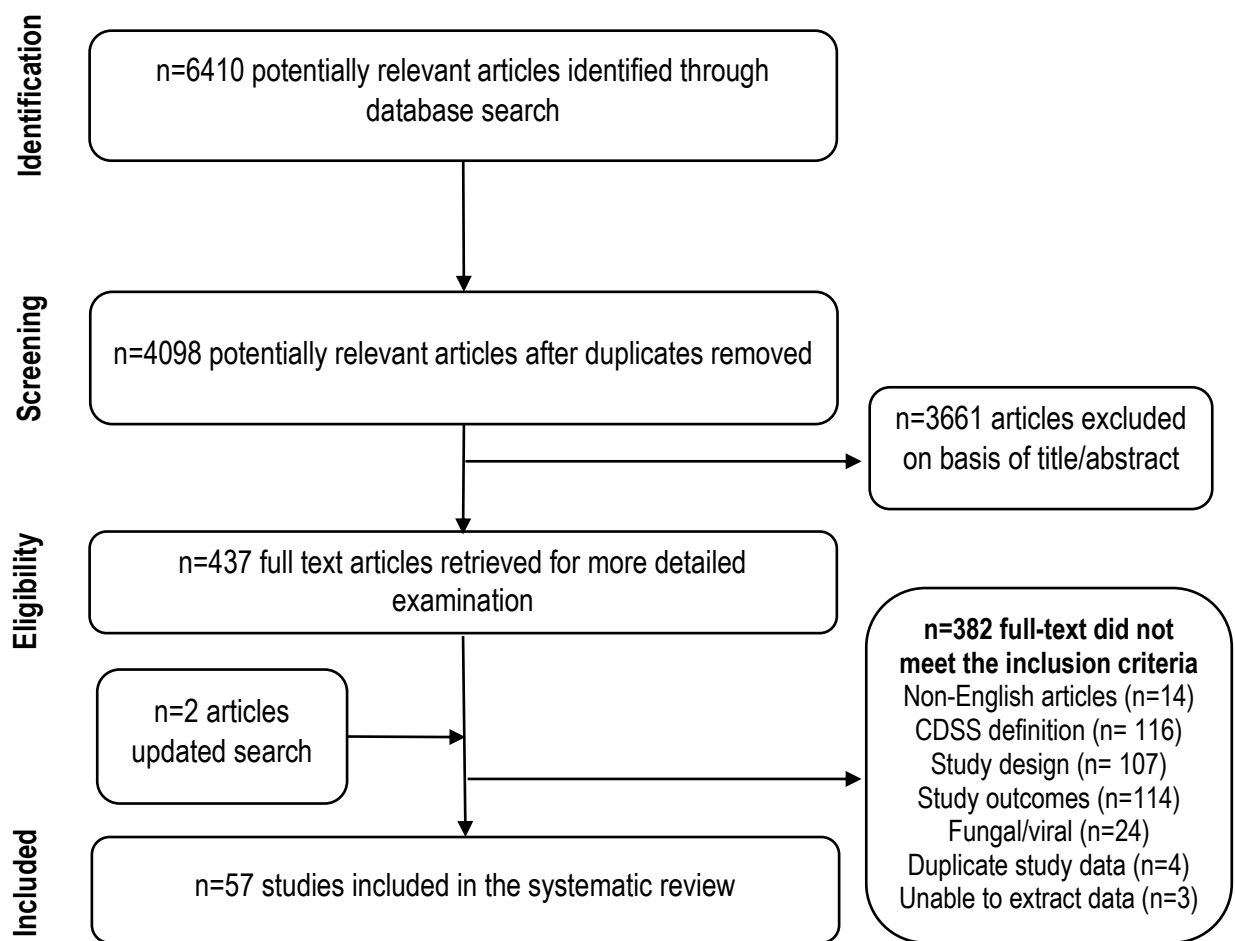 Identification
n=6410 potentially relevant articles identified through
database search
Screening
n=4098 potentially relevant articles after duplicates removed
n=3661 articles excluded
on basis of title/abstract
Eligibility
n=437 full text articles retrieved for more detailed
examination
n=2 articles
updated search
n=382 full-text did not
meet the inclusion criteria
Non-English articles (n=14)
CDSS definition (n= 116)
Study design (n= 107)
Study outcomes (n=114)
Fungal/viral (n=24)
Duplicate study data (n=4)
Unable to extract data (n=3)
Included
n=57 studies included in the systematic review